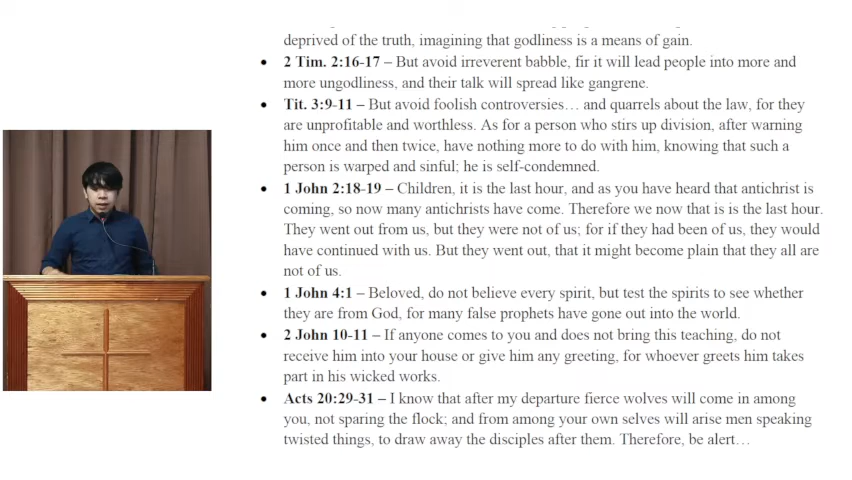 deprived of the truth, imagining that godliness is a means of gain.
• 2 Tim. 2:16-17 – But avoid irreverent babble, fir it will lead people into more and
more ungodliness, and their talk will spread like gangrene.
• Tit. 3:9-11 – But avoid foolish controversies… and quarrels about the law, for they
are unprofitable and worthless. As for a person who stirs up division, after warning
him once and then twice, have nothing more to do with him, knowing that such a
person is warped and sinful; he is self-condemned.
• 1 John 2:18-19 – Children, it is the last hour, and as you have heard that antichrist is
coming, so now many antichrists have come. Therefore we now that is is the last hour.
They went out from us, but they were not of us; for if they had been of us, they would
have continued with us. But they went out, that it might become plain that they all are
not of us.
• 1 John 4:1 – Beloved, do not believe every spirit, but test the spirits to see whether
they are from God, for many false prophets have gone out into the world.
• 2 John 10-11 – If anyone comes to you and does not bring this teaching, do not
receive him into your house or give him any greeting, for whoever greets him takes
part in his wicked works.
• Acts 20:29-31 – I know that after my departure fierce wolves will come in among
you, not sparing the flock; and from among your own selves will arise men speaking
twisted things, to draw away the disciples after them. Therefore, be alert…